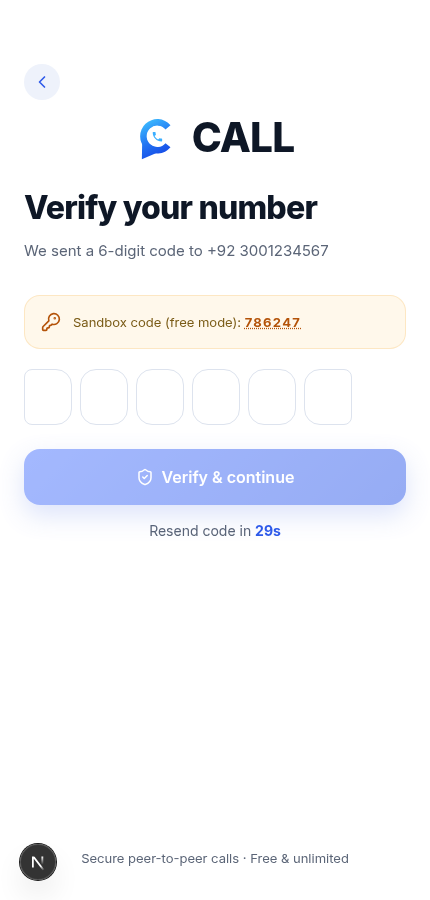 CALL
Verify your number
We sent a 6-digit code to +92 3001234567
Sandbox code (free mode): 786247
Verify & continue
Resend code in 29s
N
Secure peer-to-peer calls · Free & unlimited